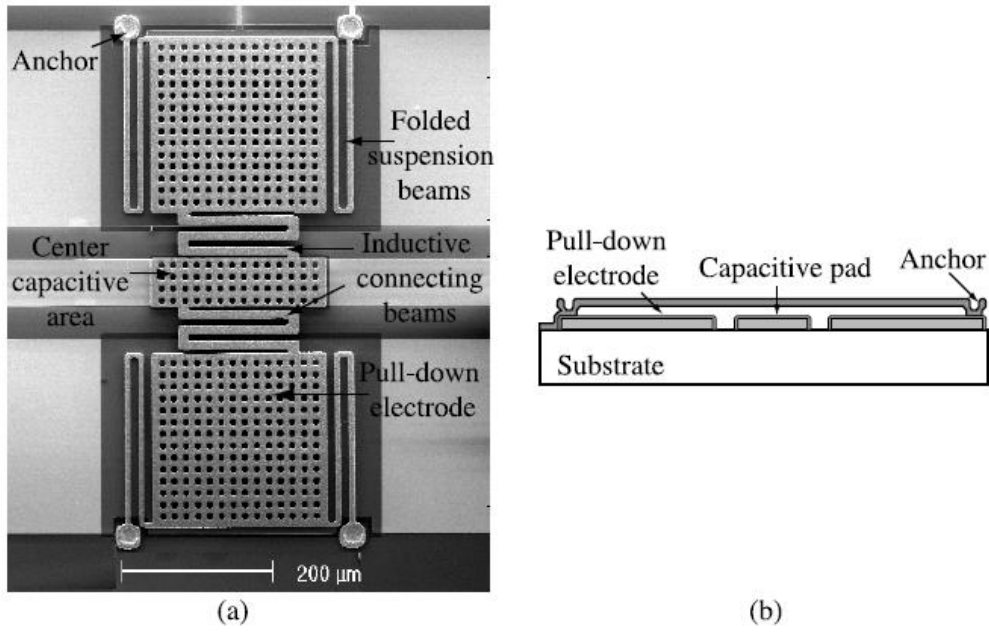 Anchor
Folded
suspension
beams
Center
capacitive
area
Inductive
connecting
beams
Pull-down
electrode
200 μm
(a)
Pull-down
electrode
Capacitive pad
Anchor
Substrate
(b)